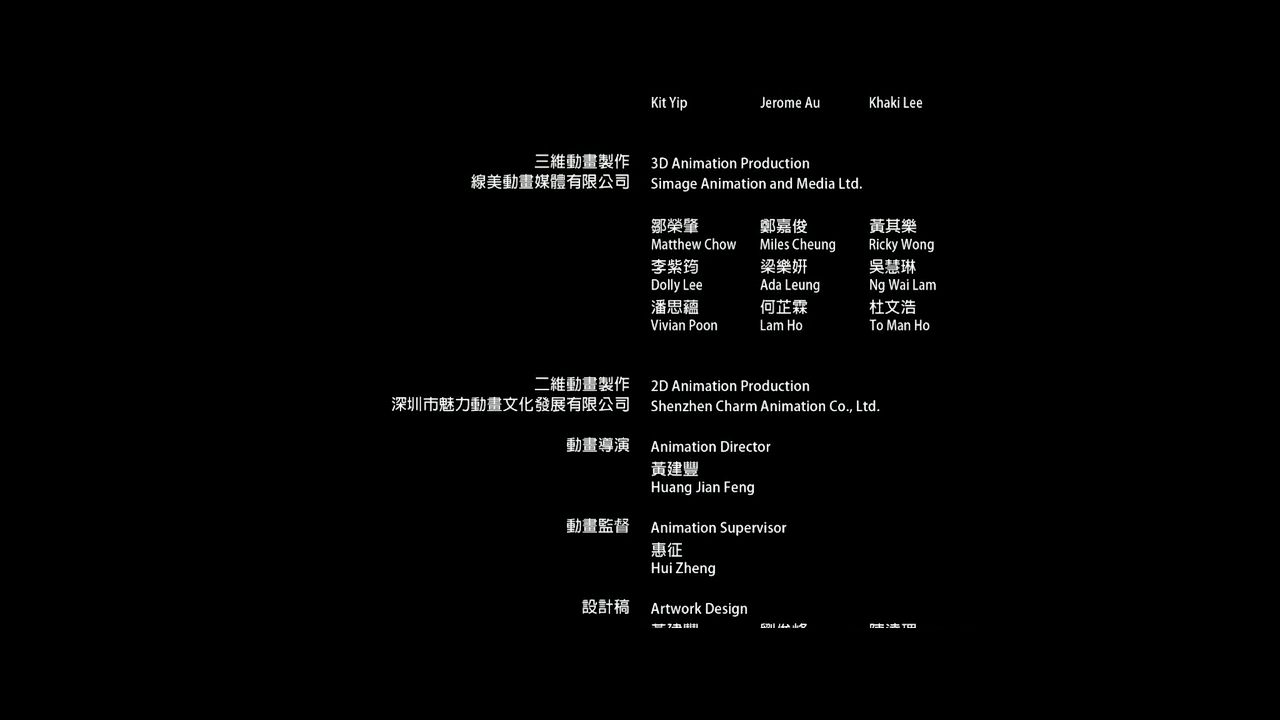 Kit Yip Jerome Au Khaki Lee
三維動畫製作 3D Animation Production
線美動畫媒體有限公司 Simage Animation and Media Ltd.
鄒榮肇 鄭嘉俊 黃其樂
Matthew Chow Miles Cheung Ricky Wong
李紫筠 梁樂妍 吳慧琳
Dolly Lee Ada Leung Ng Wai Lam
潘思蘊 何芷霖 杜文浩
Vivian Poon Lam Ho To Man Ho
二維動畫製作 2D Animation Production
深圳市魅力動畫文化發展有限公司 Shenzhen Charm Animation Co., Ltd.
動畫導演 Animation Director
黃建豐
Huang Jian Feng
動畫監督 Animation Supervisor
惠征
Hui Zheng
設計稿 Artwork Design